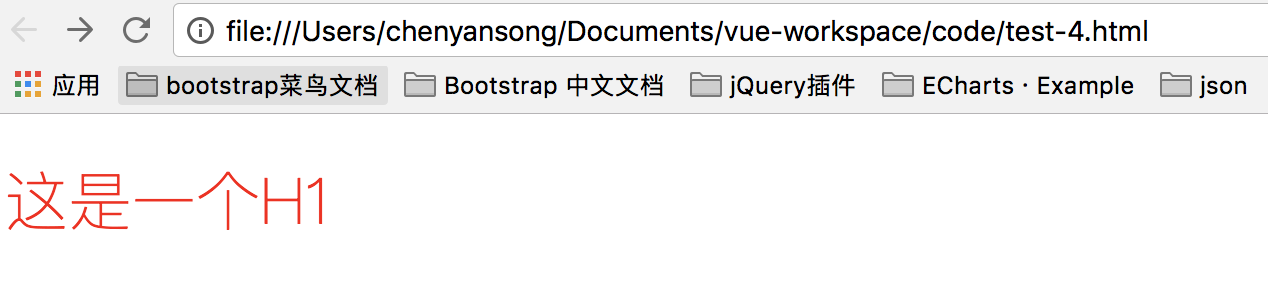 file:///Users/chenyansong/Documents/vue-workspace/code/test-4.html
应用 bootstrap菜鸟文档 Bootstrap 中文文档 jQuery插件 ECharts · Example json
这是一个H1